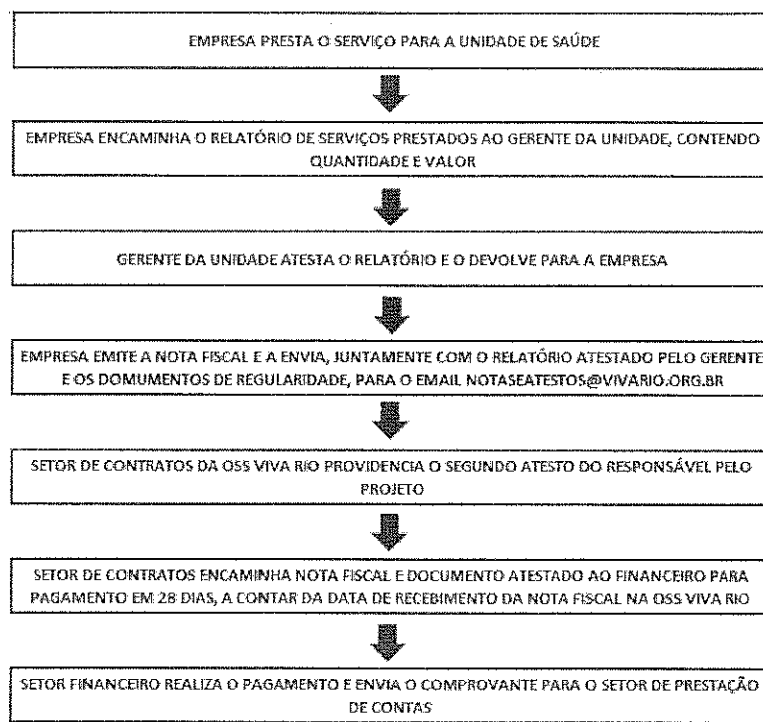 EMPRESA PRESTA O SERVIÇO PARA A UNIDADE DE SAÚDE
EMPRESA ENCAMINHA O RELATÓRIO DE SERVIÇOS PRESTADOS AO GERENTE DA UNIDADE, CONTENDO
QUANTIDADE E VALOR
GERENTE DA UNIDADE ATESTA O RELATÓRIO E O DEVOLVE PARA A EMPRESA
EMPRESA EMITE A NOTA FISCAL E A ENVIA, JUNTAMENTE COM O RELATÓRIO ATESTADO PELO GERENTE
E OS DOMUMENTOS DE REGULARIDADE, PARA O EMAIL NOTASEATESTOS@VIVARIO.ORG.BR
SETOR DE CONTRATOS DA OSS VIVA RIO PROVIDENCIA O SEGUNDO ATESTO DO RESPONSÁVEL PELO
PROJETO
SETOR DE CONTRATOS ENCAMINHA NOTA FISCAL E DOCUMENTO ATESTADO AO FINANCEIRO PARA
PAGAMENTO EM 28 DIAS, A CONTAR DA DATA DE RECEBIMENTO DA NOTA FISCAL NA OSS VIVA RIO
SETOR FINANCEIRO REALIZA O PAGAMENTO E ENVIA O COMPROVANTE PARA O SETOR DE PRESTAÇÃO
DE CONTAS